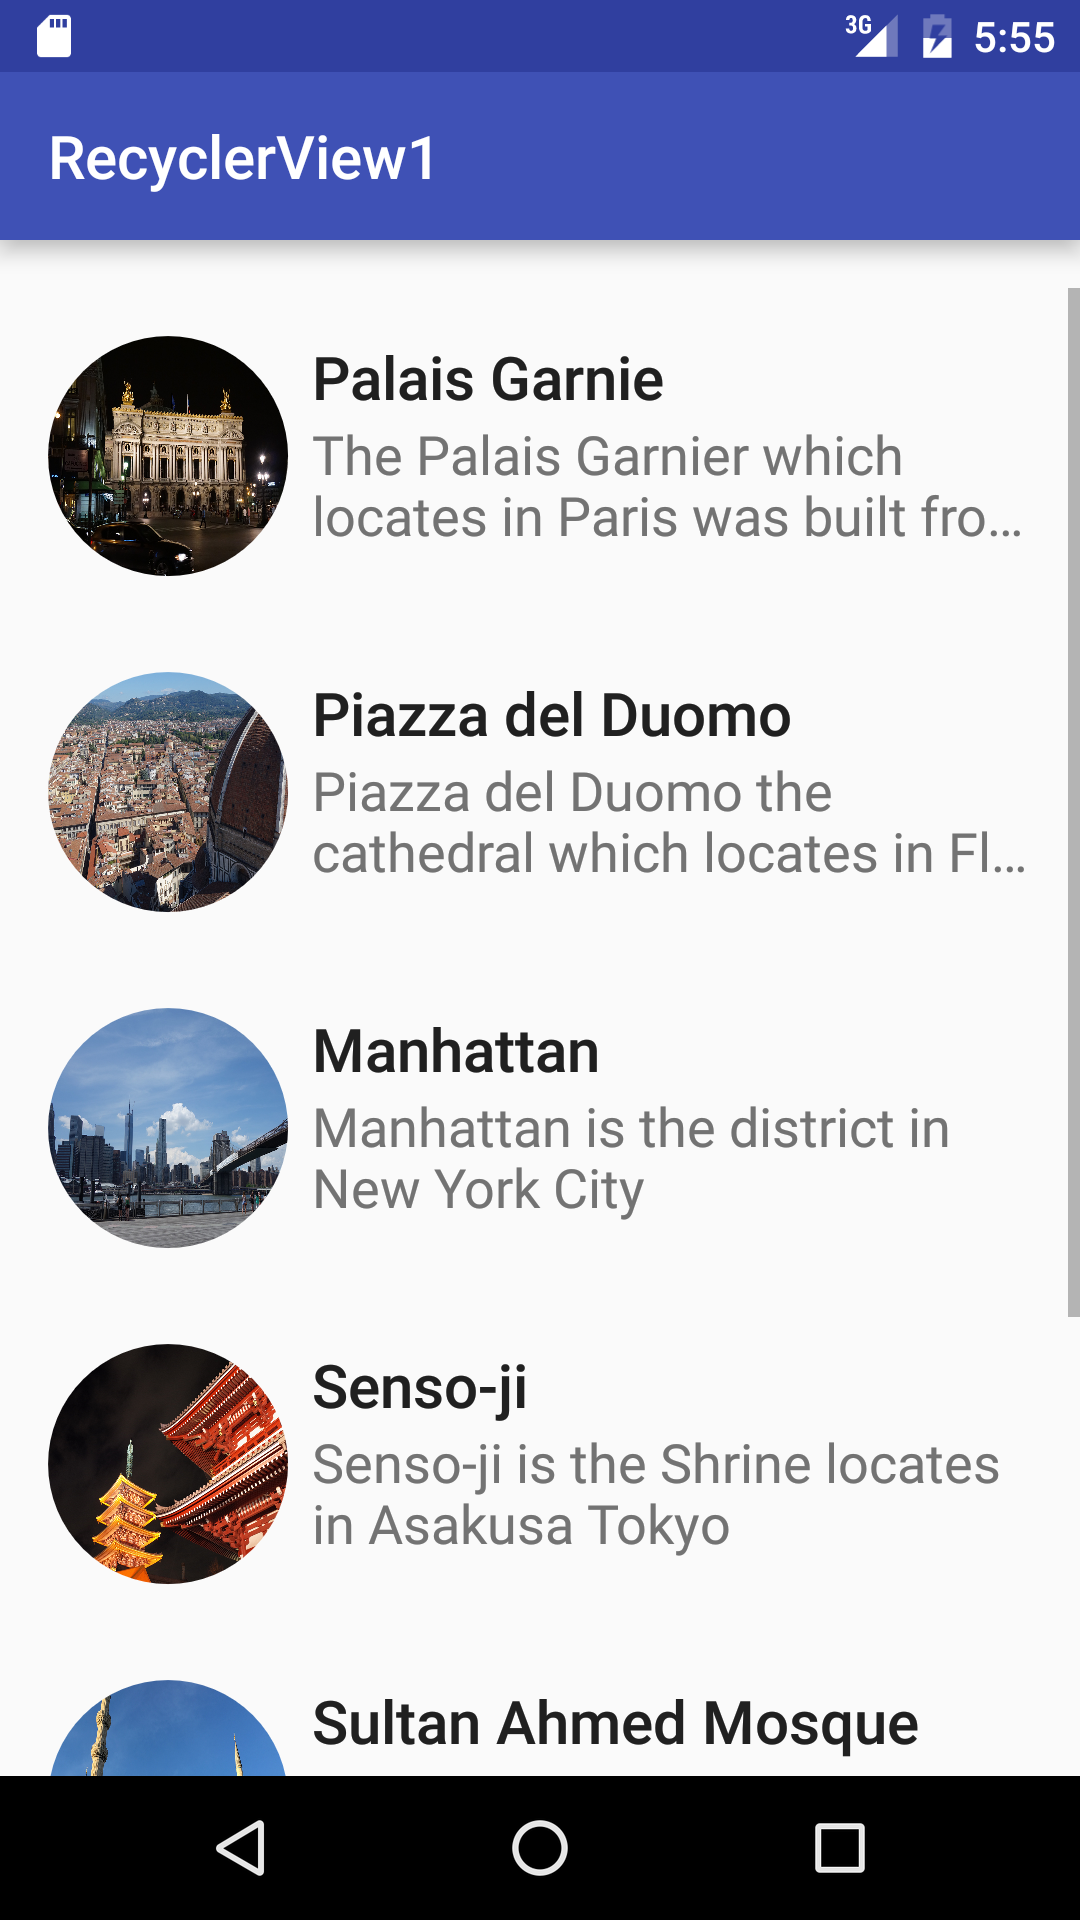 3G 5:55
RecyclerView1
Palais Garnie
The Palais Garnier which
locates in Paris was built fro…
Piazza del Duomo
Piazza del Duomo the
cathedral which locates in Fl…
Manhattan
Manhattan is the district in
New York City
Senso-ji
Senso-ji is the Shrine locates
in Asakusa Tokyo
Sultan Ahmed Mosque